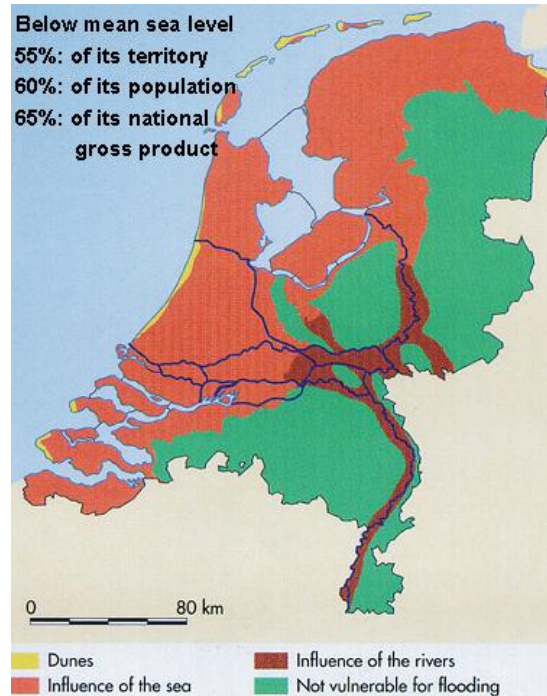 Below mean sea level
55%: of its territory
60%: of its population
65%: of its national
gross product
0 80 km
Dunes
Influence of the rivers
Influence of the sea
Not vulnerable for flooding